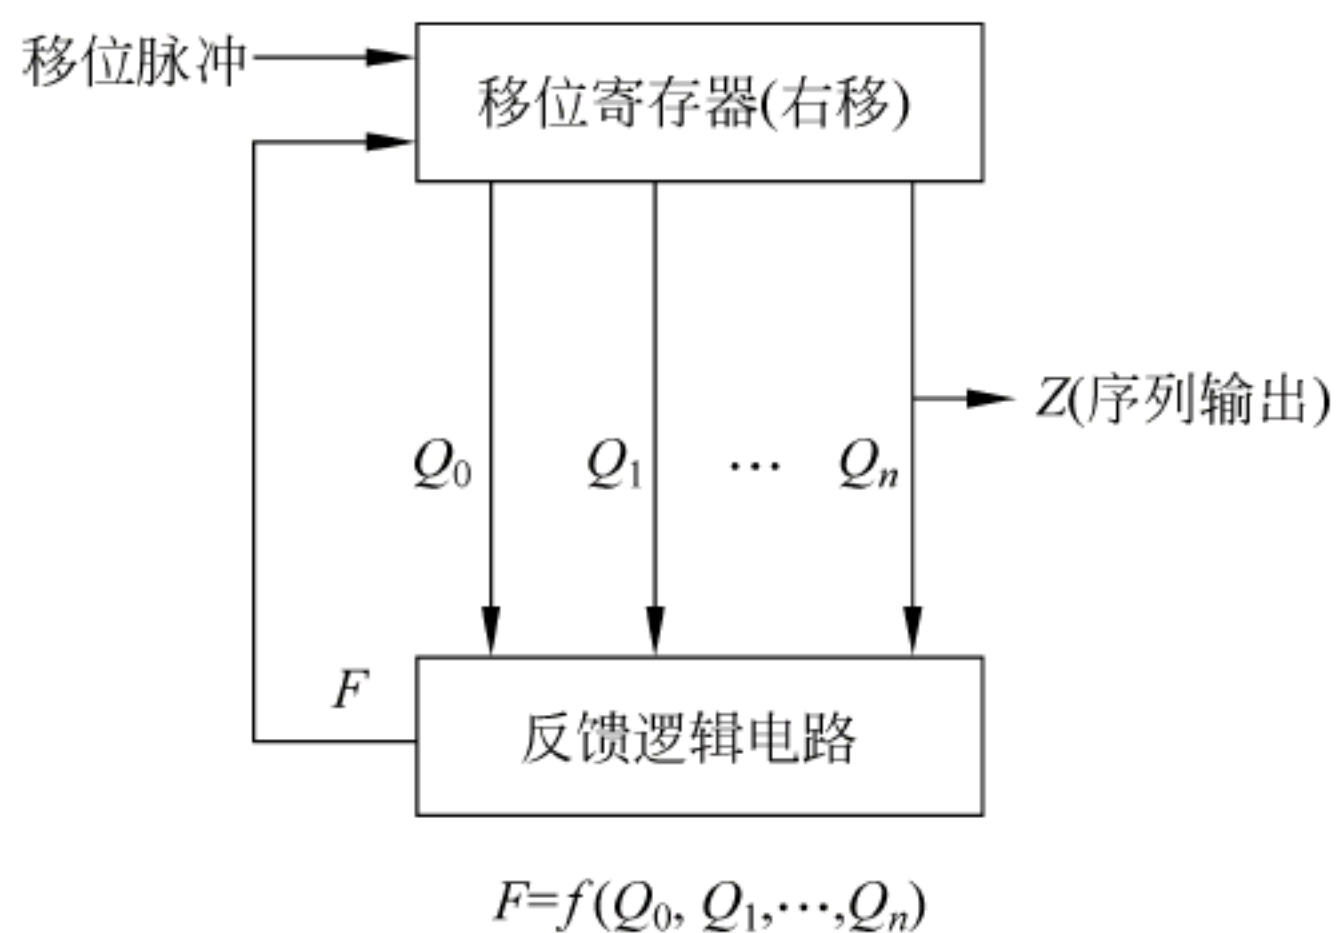 移位脉冲
移位寄存器(右移)
Z(序列输出)
Q0 Q1 … Qn
F
反馈逻辑电路
F=f(Q0, Q1,…,Qn)